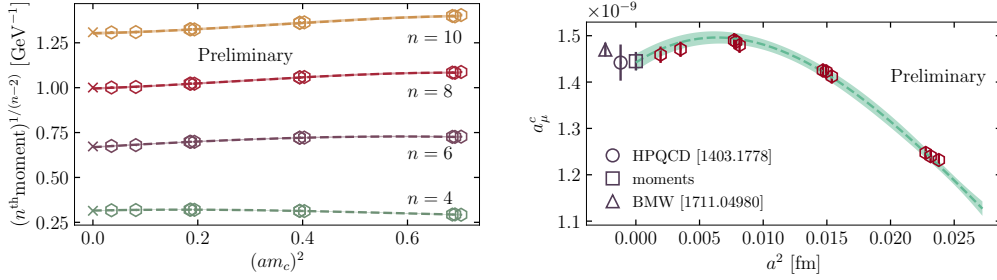 (n^th moment)^1/(n−2) [GeV^−1]
1.25
1.00
0.75
0.50
0.25
Preliminary
n = 10
n = 8
n = 6
n = 4
0.0
0.2
0.4
0.6
(am_c)^2
×10^−9
a_μ^c
1.5
1.4
1.3
1.2
1.1
Preliminary
HPQCD [1403.1778]
moments
BMW [1711.04980]
0.000
0.005
0.010
0.015
0.020
0.025
a^2 [fm]